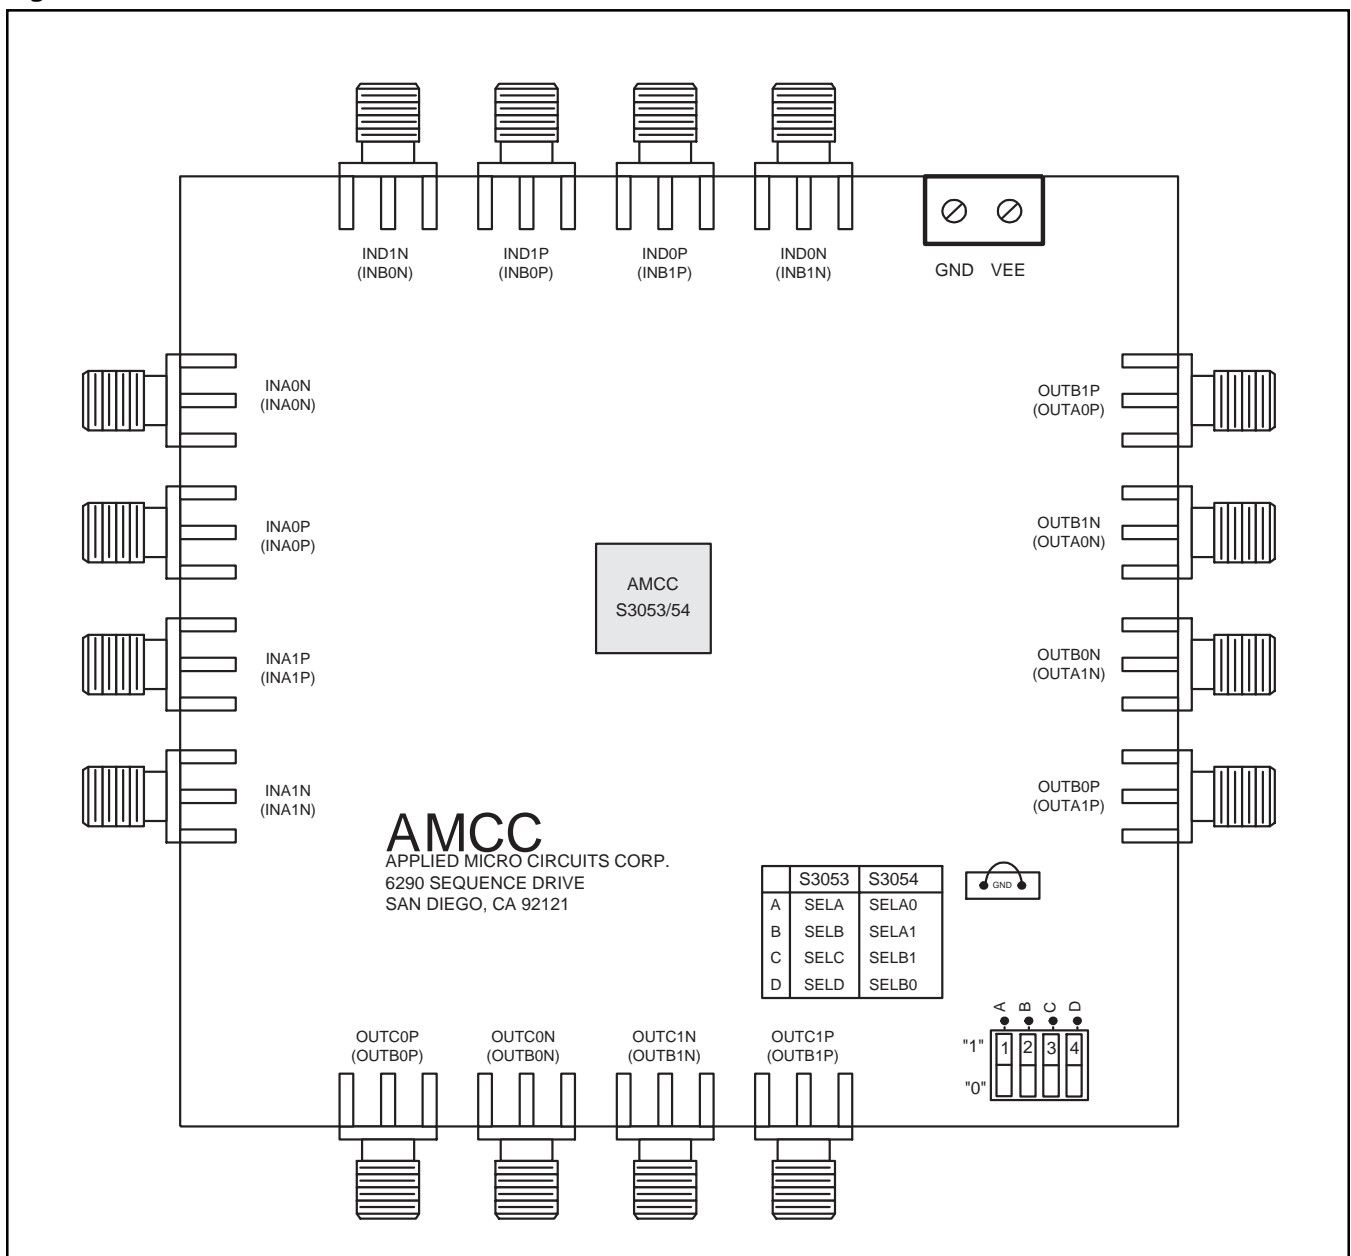 IND1N
(INB0N)
IND1P
(INB0P)
IND0P
(INB1P)
IND0N
(INB1N)
GND VEE
INA0N
(INA0N)
OUTB1P
(OUTA0P)
INA0P
(INA0P)
OUTB1N
(OUTA0N)
AMCC
S3053/54
INA1P
(INA1P)
OUTB0N
(OUTA1N)
INA1N
(INA1N)
OUTB0P
(OUTA1P)
AMCC
APPLIED MICRO CIRCUITS CORP.
6290 SEQUENCE DRIVE
SAN DIEGO, CA 92121
S3053 S3054
A SELA SELA0
B SELB SELA1
C SELC SELB1
D SELD SELB0
GND
A B C D
"1" 1 2 3 4
"0"
OUTC0P
(OUTB0P)
OUTC0N
(OUTB0N)
OUTC1N
(OUTB1N)
OUTC1P
(OUTB1P)